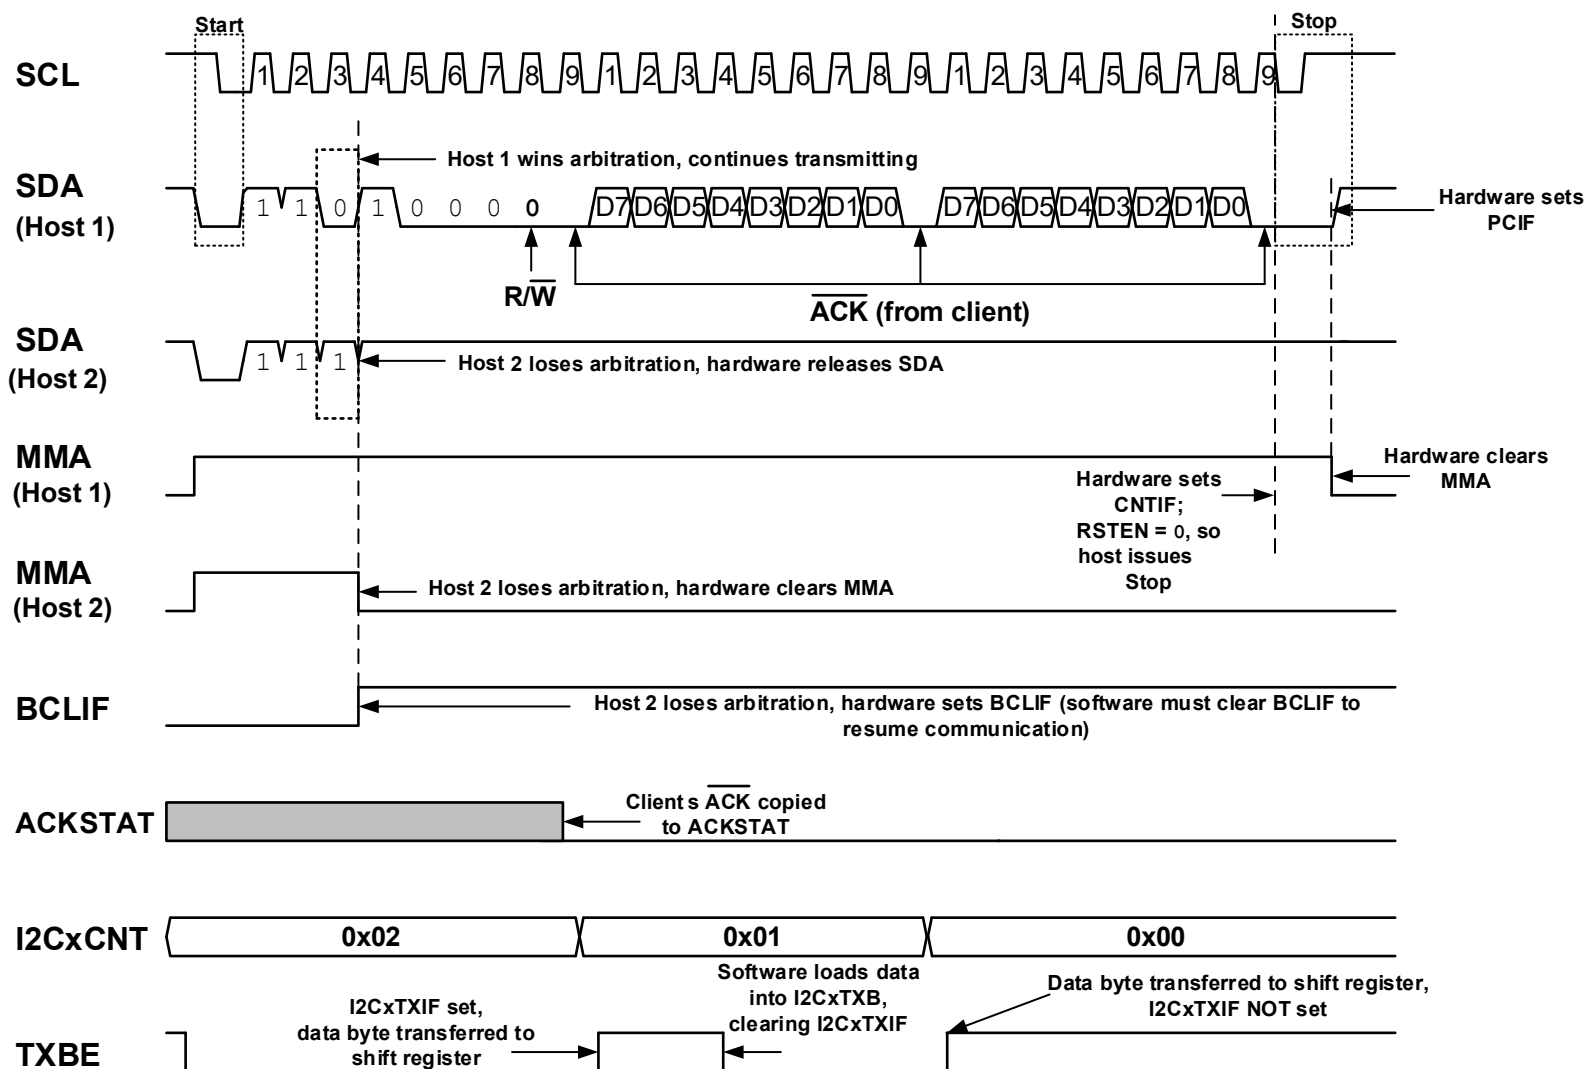 Start
Stop
SCL
1 2 3 4 5 6 7 8 9 1 2 3 4 5 6 7 8 9 1 2 3 4 5 6 7 8 9
Host 1 wins arbitration, continues transmitting
SDA
(Host 1)
1 1 0 1 0 0 0 0
D7 D6 D5 D4 D3 D2 D1 D0
D7 D6 D5 D4 D3 D2 D1 D0
Hardware sets
PCIF
R/W̅
A̅C̅K̅ (from client)
SDA
(Host 2)
1 1 1
Host 2 loses arbitration, hardware releases SDA
MMA
(Host 1)
Hardware sets
CNTIF;
RSTEN = 0, so
host issues
Stop
Hardware clears
MMA
MMA
(Host 2)
Host 2 loses arbitration, hardware clears MMA
BCLIF
Host 2 loses arbitration, hardware sets BCLIF (software must clear BCLIF to
resume communication)
ACKSTAT
Client s A̅C̅K̅ copied
to ACKSTAT
I2CxCNT
0x02
0x01
0x00
TXBE
I2CxTXIF set,
data byte transferred to
shift register
Software loads data
into I2CxTXB,
clearing I2CxTXIF
Data byte transferred to shift register,
I2CxTXIF NOT set